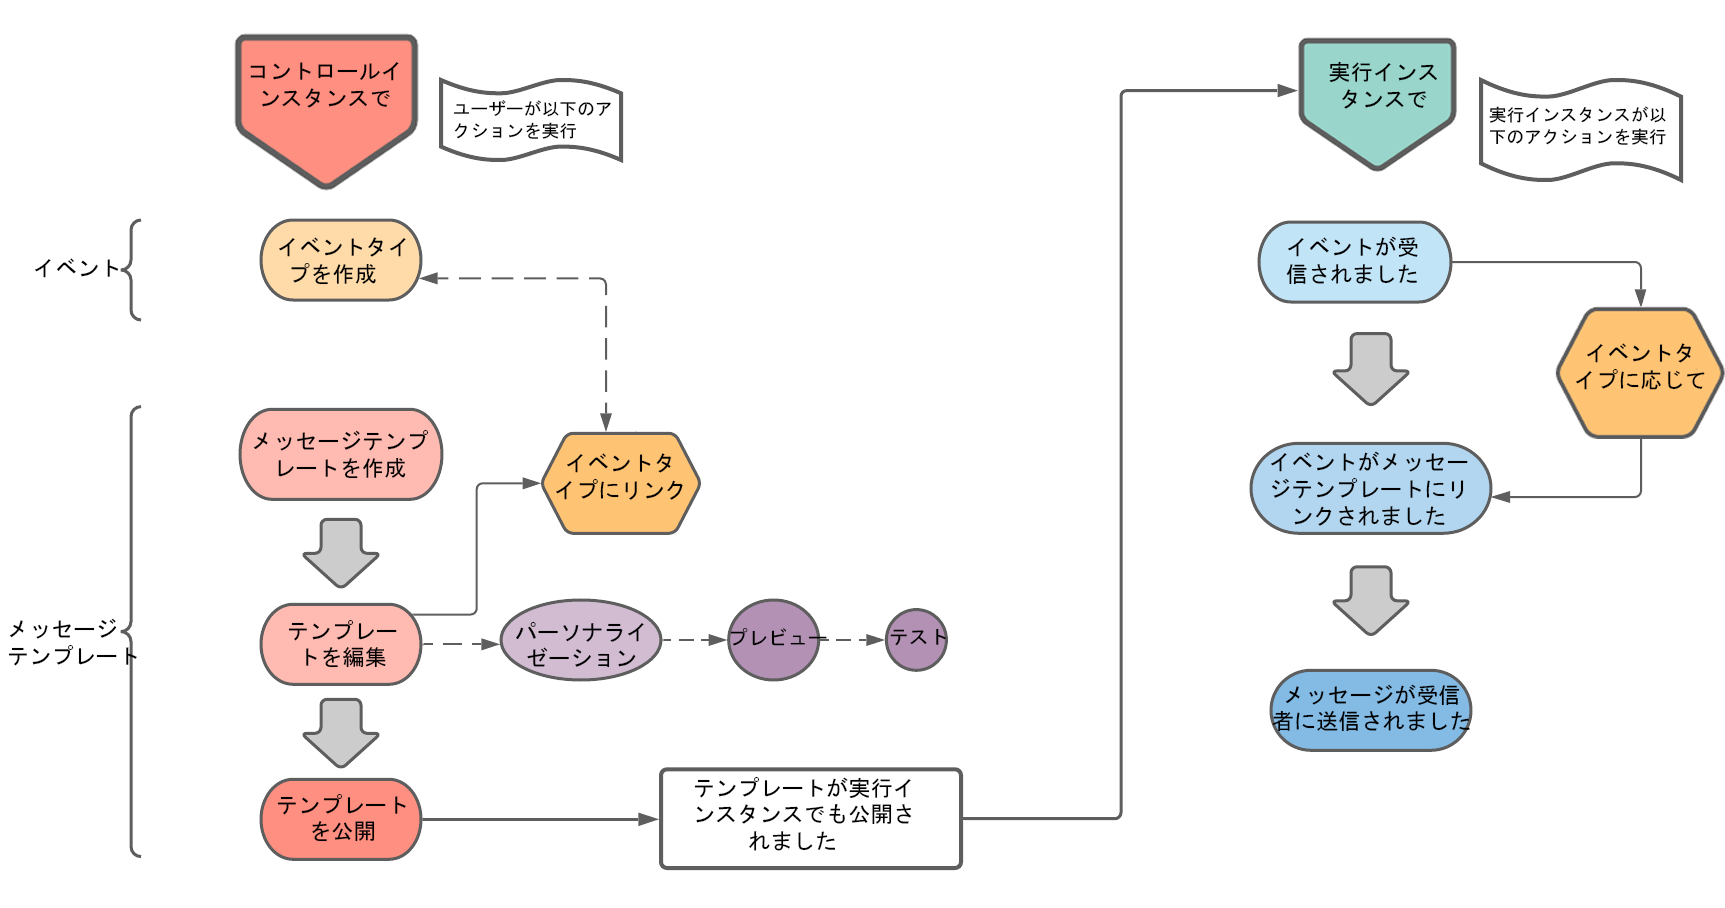 コントロールイ
ンスタンスで
ユーザーが以下のア
クションを実行
イベント
イベントタイ
プを作成
メッセージテンプ
レートを作成
イベントタ
イプにリンク
メッセージ
テンプレート
テンプレー
トを編集
パーソナライ
ゼーション
プレビュー
テスト
テンプレート
を公開
テンプレートが実行イ
ンスタンスでも公開さ
れました
実行インス
タンスで
実行インスタンスが以
下のアクションを実行
イベントが受
信されました
イベントタ
イプに応じて
イベントがメッセー
ジテンプレートにリ
ンクされました
メッセージが受信
者に送信されました